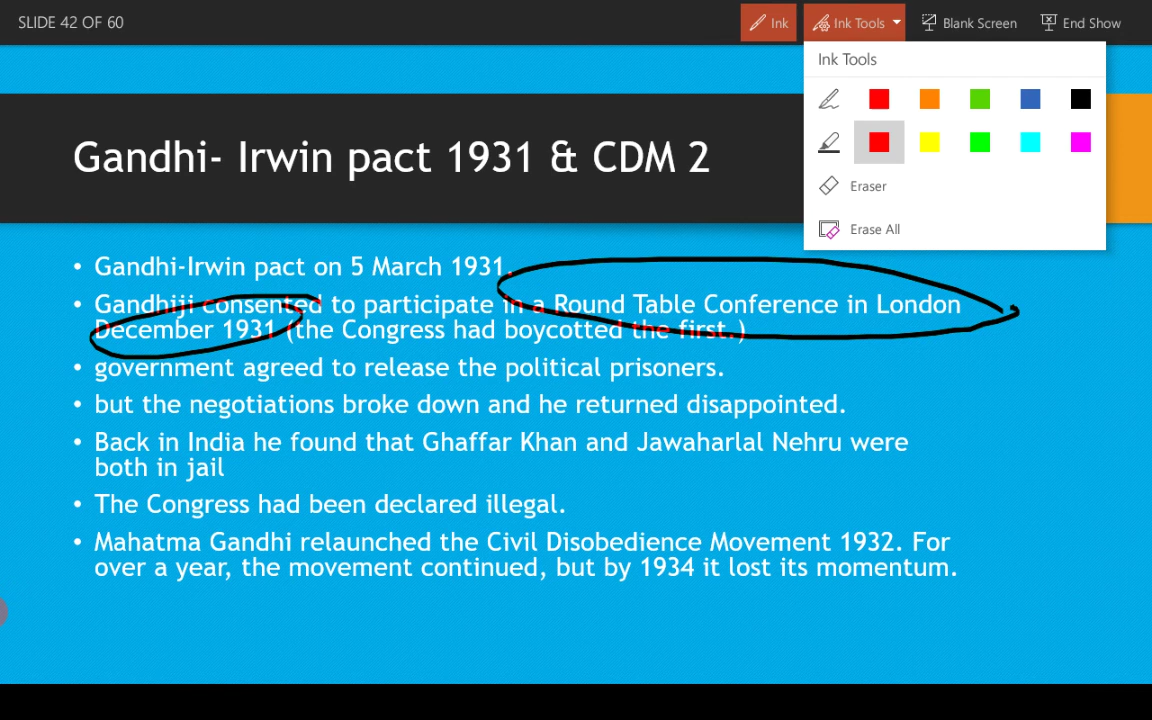 SLIDE 42 OF 60
Ink
Ink Tools
Blank Screen
End Show
Ink Tools
Eraser
Erase All
Gandhi- Irwin pact 1931 & CDM 2
• Gandhi-Irwin pact on 5 March 1931.
• Gandhiji consented to participate in a Round Table Conference in London
December 1931 (the Congress had boycotted the first.)
• government agreed to release the political prisoners.
• but the negotiations broke down and he returned disappointed.
• Back in India he found that Ghaffar Khan and Jawaharlal Nehru were
both in jail
• The Congress had been declared illegal.
• Mahatma Gandhi relaunched the Civil Disobedience Movement 1932. For
over a year, the movement continued, but by 1934 it lost its momentum.